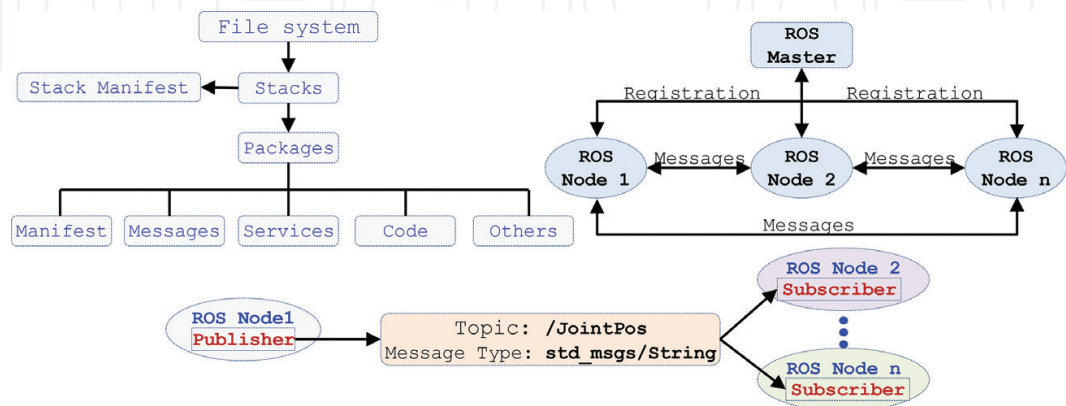 File system
Stack Manifest
Stacks
Packages
Manifest
Messages
Services
Code
Others
ROS
Master
Registration
Registration
ROS
Node 1
Messages
ROS
Node 2
Messages
ROS
Node n
Messages
ROS Node1
Publisher
Topic: /JointPos
Message Type: std_msgs/String
ROS Node 2
Subscriber
ROS Node n
Subscriber